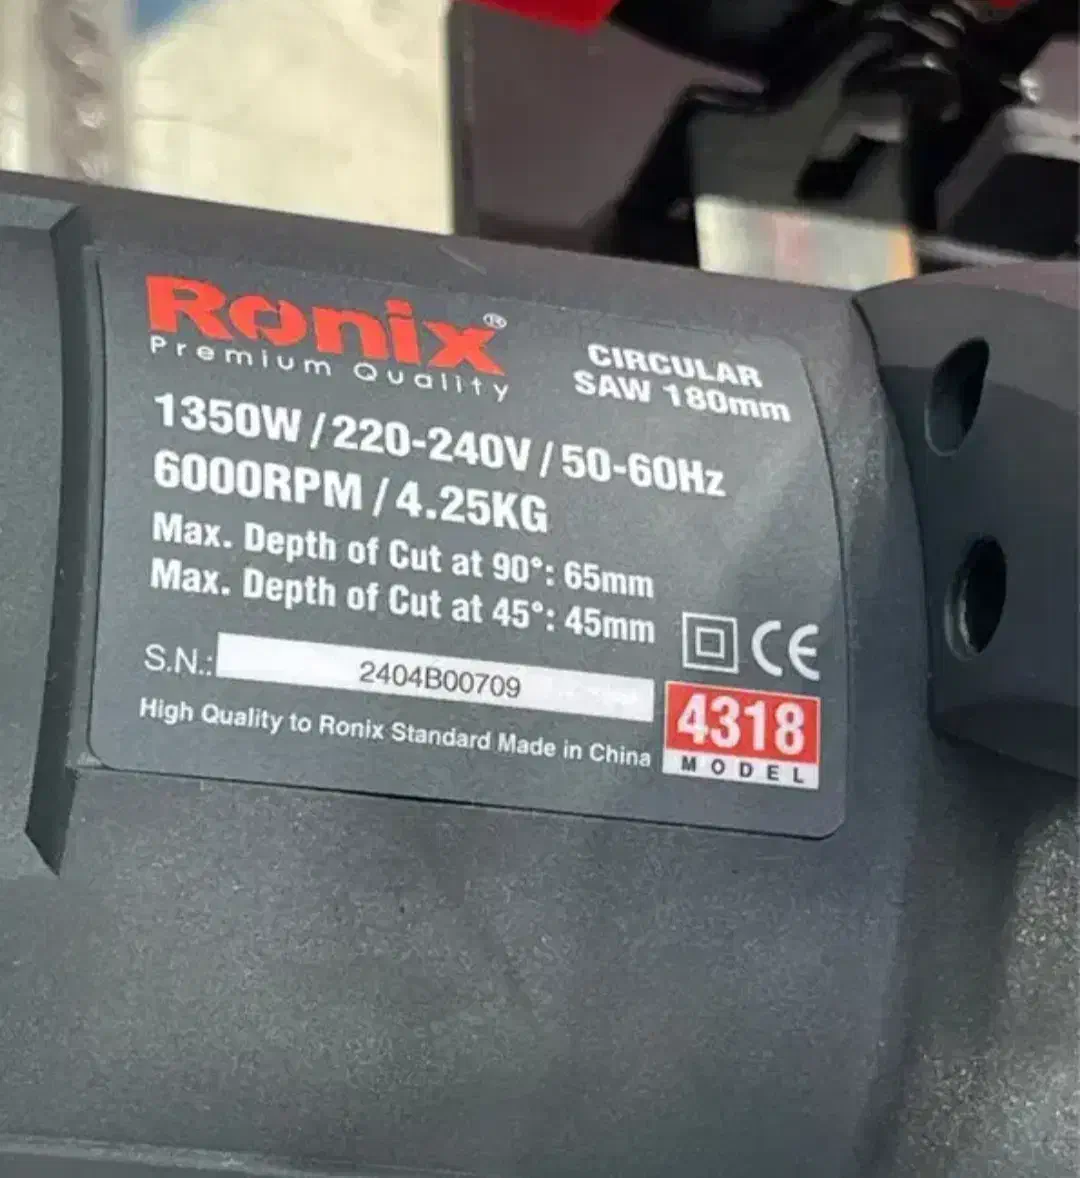 Ronix®
Premium Quality
CIRCULAR
SAW 180mm
1350W / 220-240V / 50-60Hz
6000RPM / 4.25KG
Max. Depth of Cut at 90°: 65mm
Max. Depth of Cut at 45°: 45mm
CE
S.N.: 2404B00709
High Quality to Ronix Standard Made in China
4318
MODEL